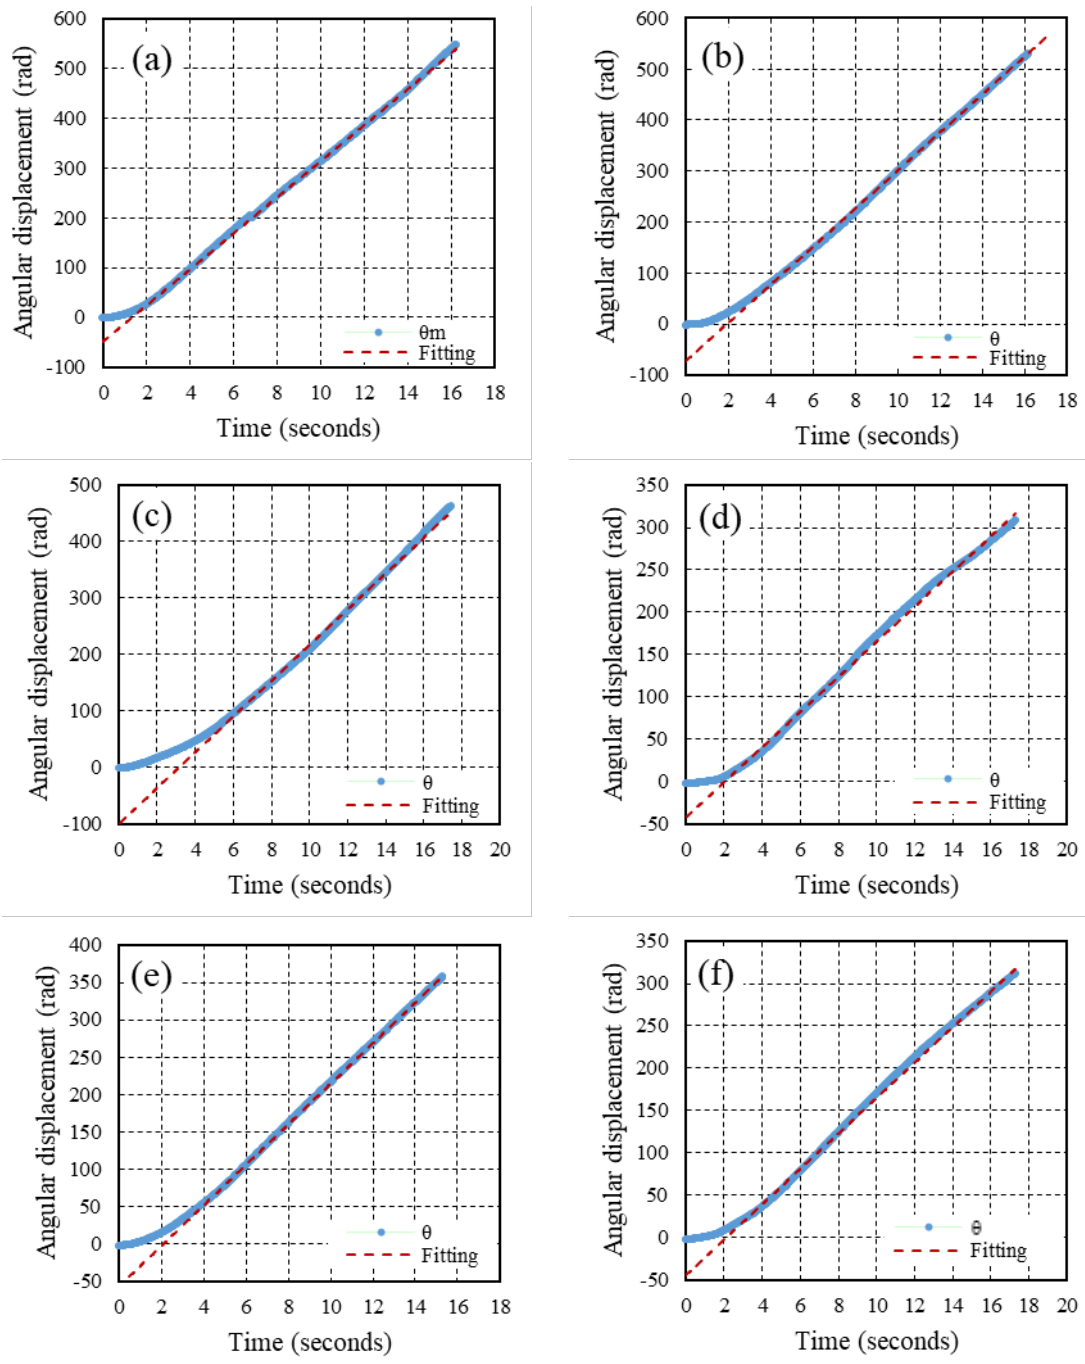 (a)
Angular displacement (rad)
600
500
400
300
200
100
0
-100
θm
Fitting
0 2 4 6 8 10 12 14 16 18
Time (seconds)
(b)
Angular displacement (rad)
600
500
400
300
200
100
0
-100
θ
Fitting
0 2 4 6 8 10 12 14 16 18
Time (seconds)
(c)
Angular displacement (rad)
500
400
300
200
100
0
-100
θ
Fitting
0 2 4 6 8 10 12 14 16 18 20
Time (seconds)
(d)
Angular displacement (rad)
350
300
250
200
150
100
50
0
-50
θ
Fitting
0 2 4 6 8 10 12 14 16 18 20
Time (seconds)
(e)
Angular displacement (rad)
400
350
300
250
200
150
100
50
0
-50
θ
Fitting
0 2 4 6 8 10 12 14 16 18
Time (seconds)
(f)
Angular displacement (rad)
350
300
250
200
150
100
50
0
-50
θ
Fitting
0 2 4 6 8 10 12 14 16 18 20
Time (seconds)